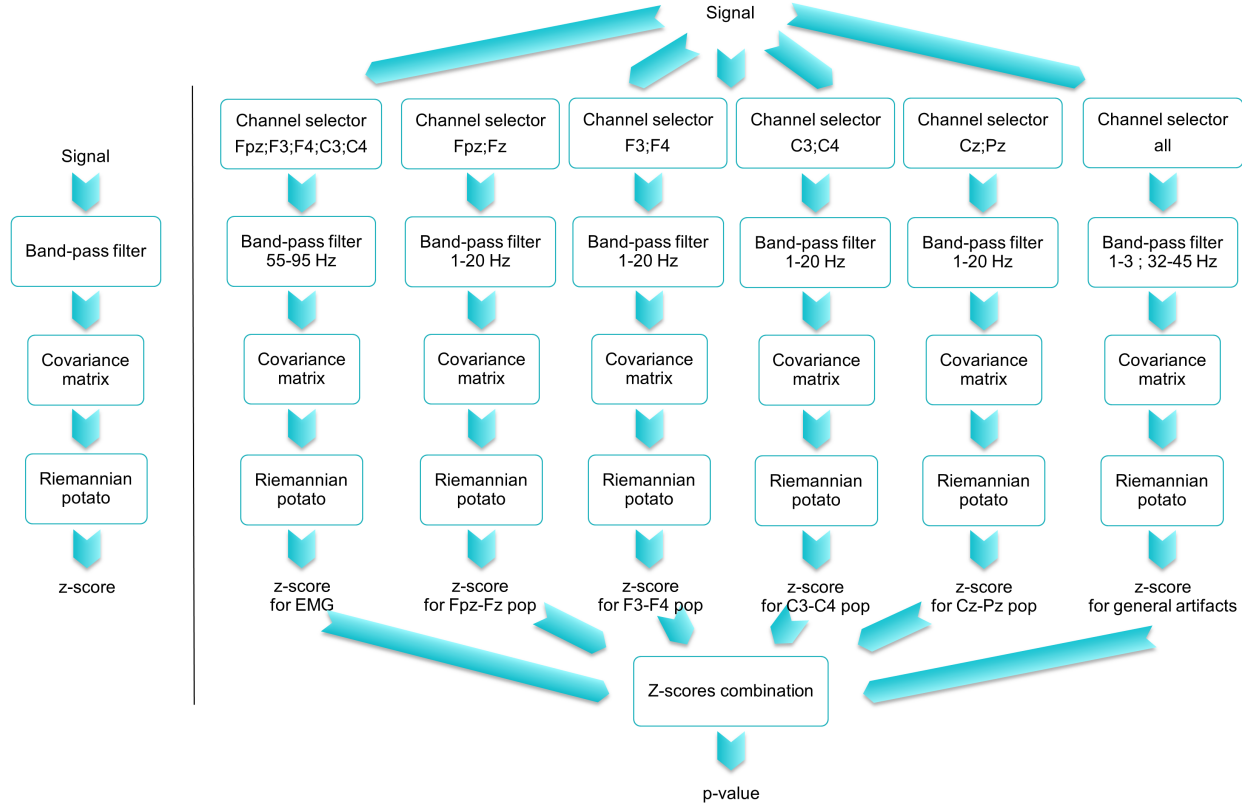 Signal
Band-pass filter
Covariance
matrix
Riemannian
potato
z-score
Signal
Channel selector
Fpz;F3;F4;C3;C4
Band-pass filter
55-95 Hz
Covariance
matrix
Riemannian
potato
z-score
for EMG
Channel selector
Fpz;Fz
Band-pass filter
1-20 Hz
Covariance
matrix
Riemannian
potato
z-score
for Fpz-Fz pop
Channel selector
F3;F4
Band-pass filter
1-20 Hz
Covariance
matrix
Riemannian
potato
z-score
for F3-F4 pop
Channel selector
C3;C4
Band-pass filter
1-20 Hz
Covariance
matrix
Riemannian
potato
z-score
for C3-C4 pop
Channel selector
Cz;Pz
Band-pass filter
1-20 Hz
Covariance
matrix
Riemannian
potato
z-score
for Cz-Pz pop
Channel selector
all
Band-pass filter
1-3 ; 32-45 Hz
Covariance
matrix
Riemannian
potato
z-score
for general artifacts
Z-scores combination
p-value